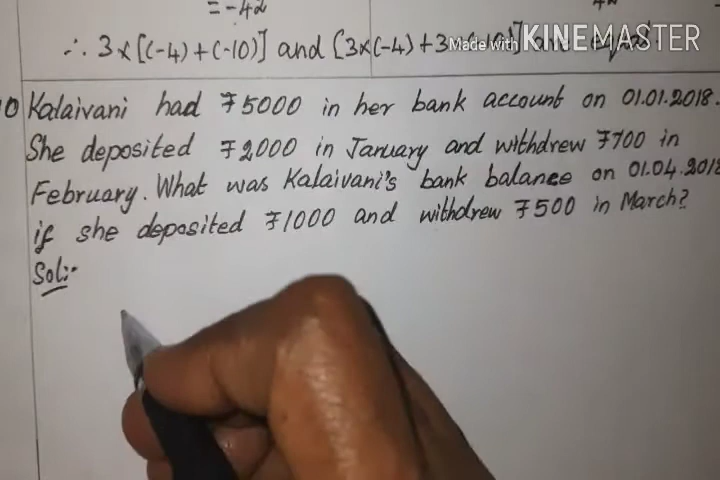 = -42
42
∴ 3×[(-4)+(-10)] and [3×(-4)+3
Made with KINEMASTER
10 Kalaivani had ₹5000 in her bank account on 01.01.2018.
She deposited ₹2000 in January and withdrew ₹700 in
February. What was Kalaivani's bank balance on 01.04.2018
if she deposited ₹1000 and withdrew ₹500 in March?
Sol:-